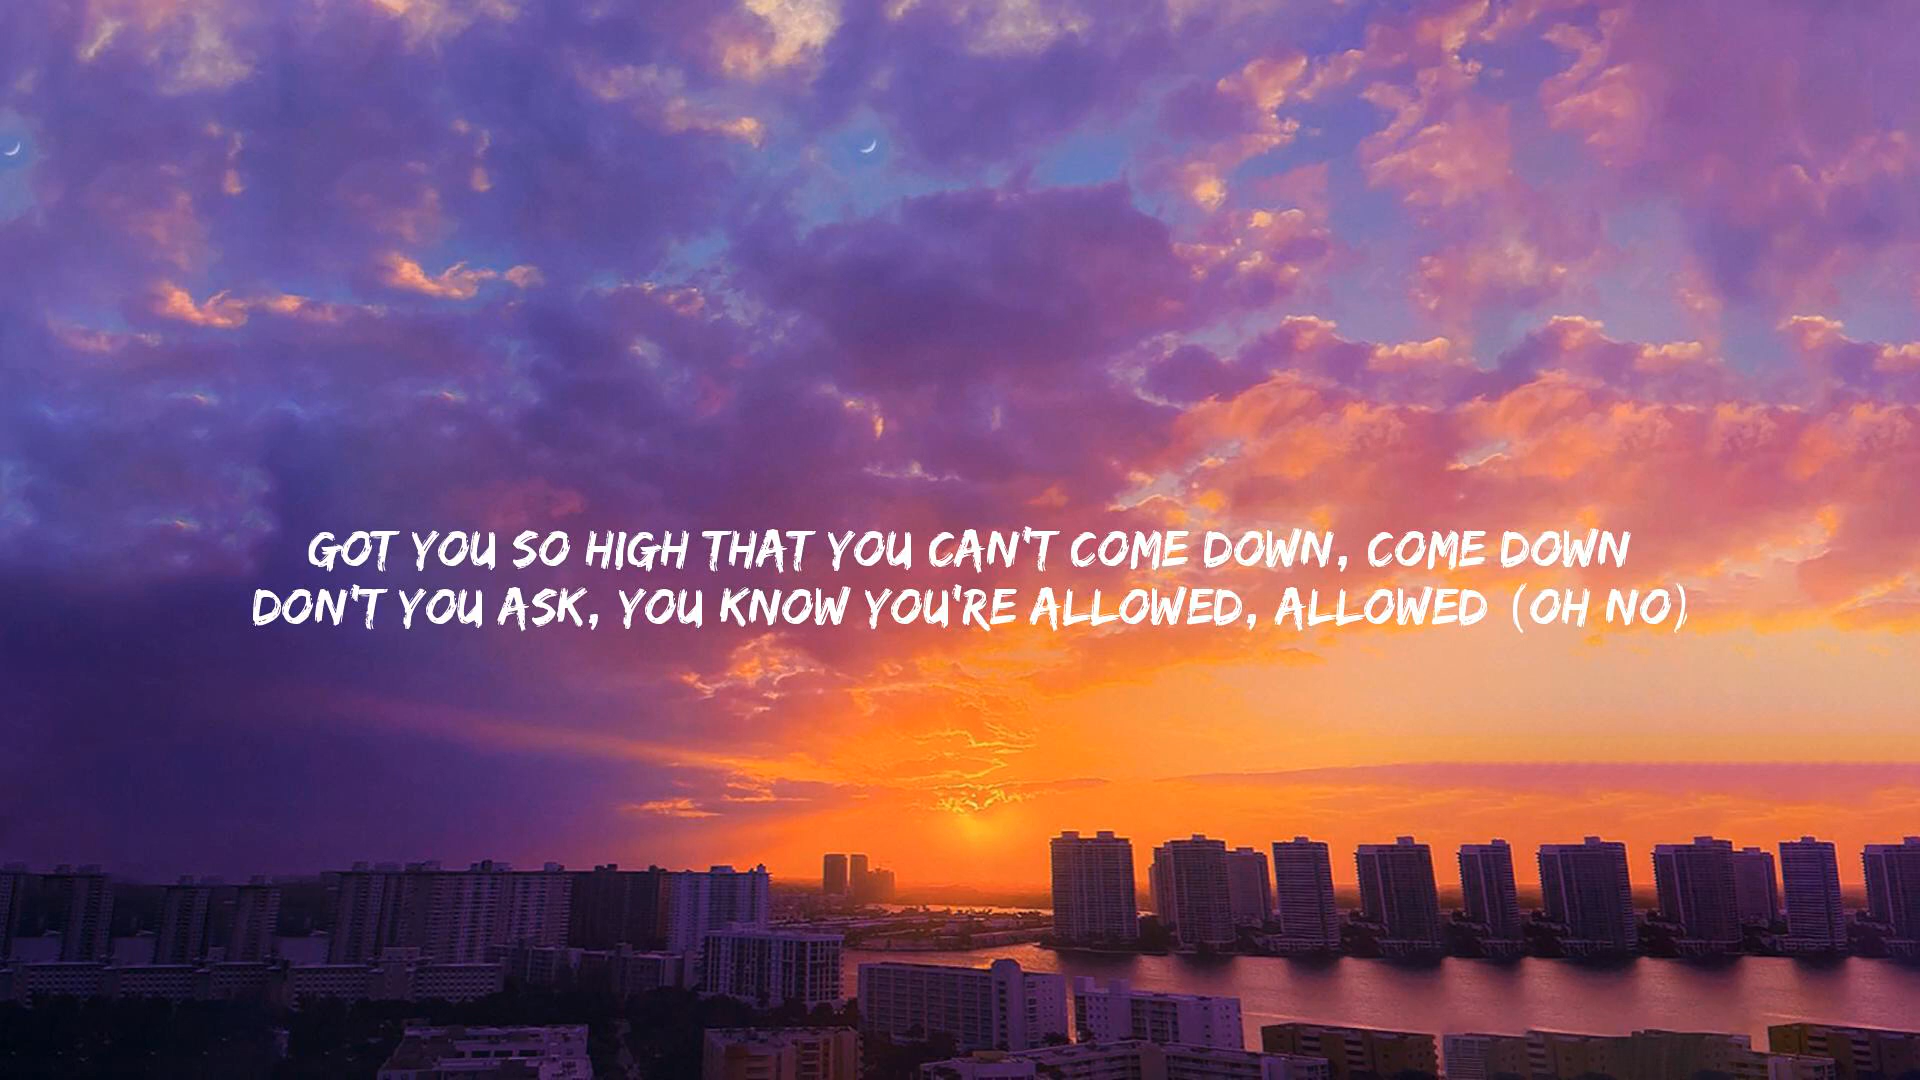 GOT YOU SO HIGH THAT YOU CAN'T COME DOWN, COME DOWN
DON'T YOU ASK, YOU KNOW YOU'RE ALLOWED, ALLOWED (OH NO)